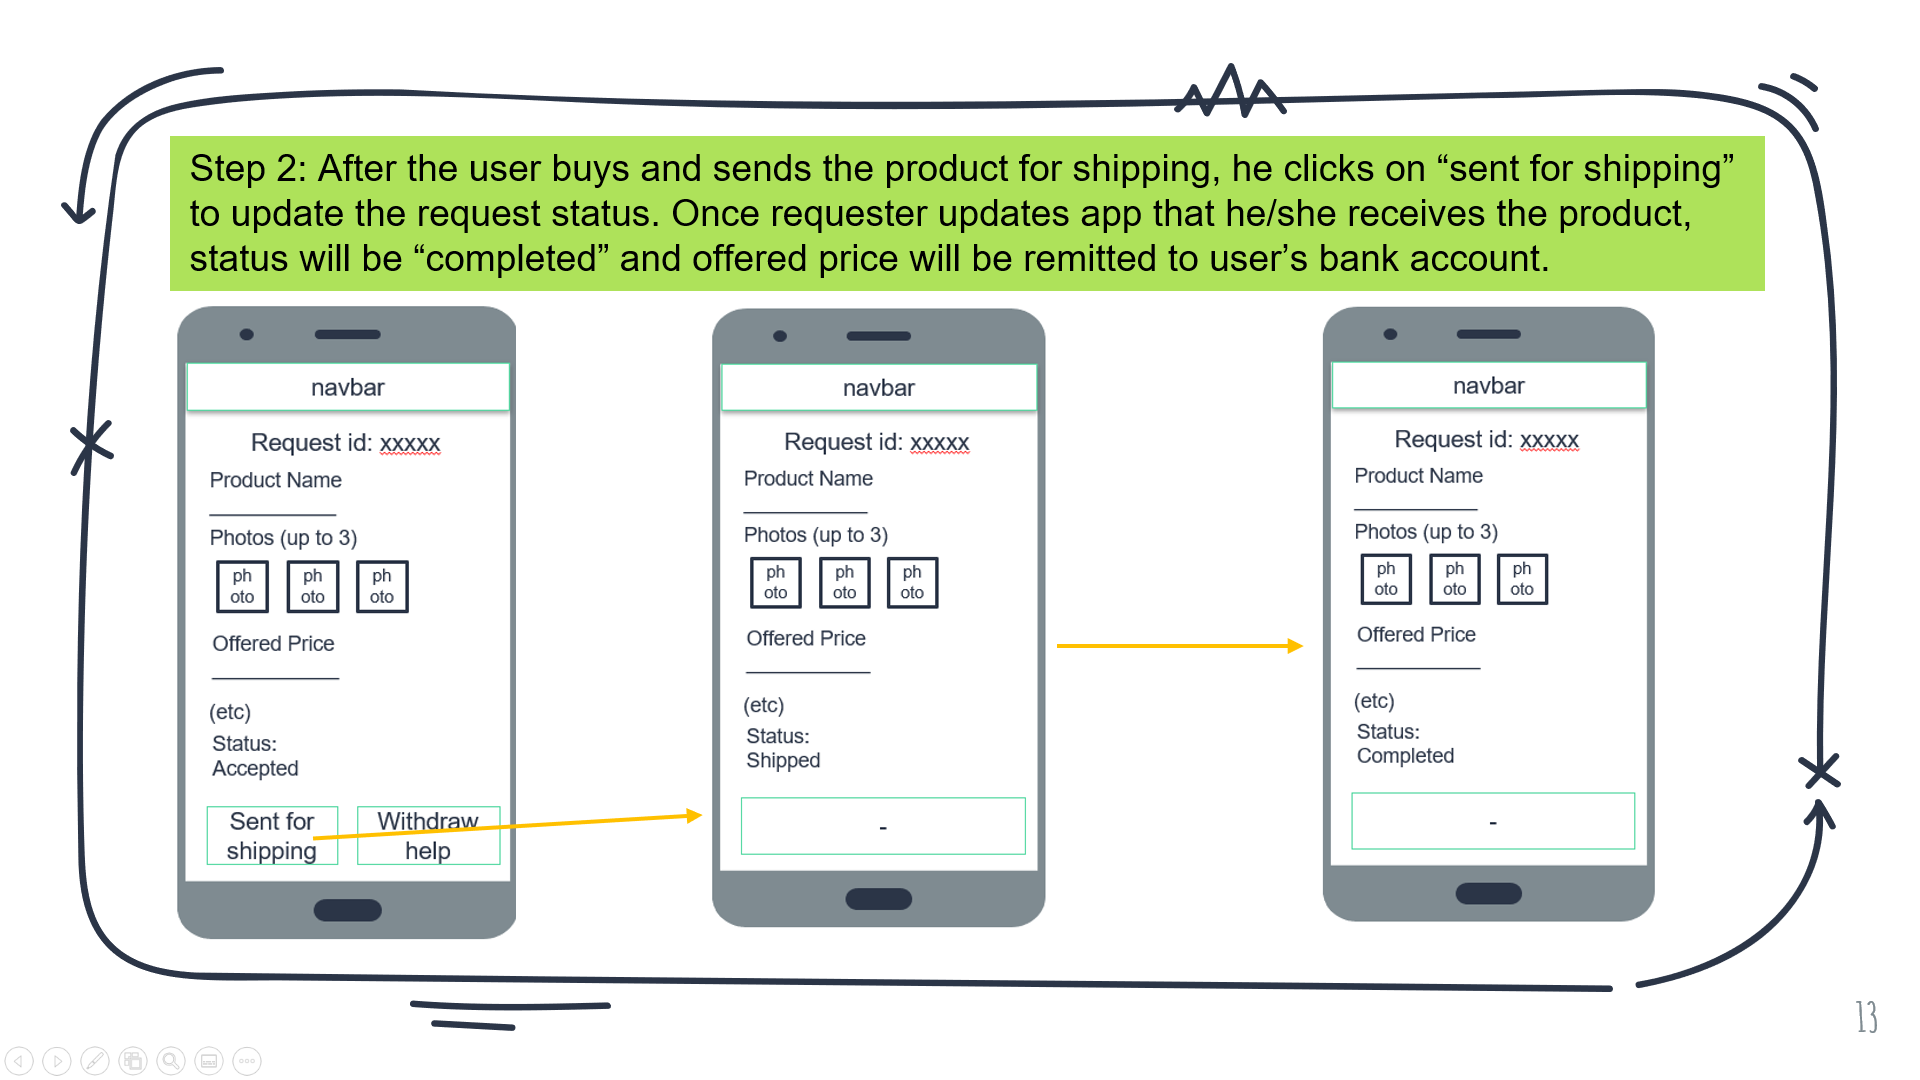 Step 2: After the user buys and sends the product for shipping, he clicks on “sent for shipping”
to update the request status. Once requester updates app that he/she receives the product,
status will be “completed” and offered price will be remitted to user’s bank account.
navbar
Request id: xxxxx
Product Name
Photos (up to 3)
ph
oto
ph
oto
ph
oto
Offered Price
(etc)
Status:
Accepted
Sent for
shipping
Withdraw
help
navbar
Request id: xxxxx
Product Name
Photos (up to 3)
ph
oto
ph
oto
ph
oto
Offered Price
(etc)
Status:
Shipped
-
navbar
Request id: xxxxx
Product Name
Photos (up to 3)
ph
oto
ph
oto
ph
oto
Offered Price
(etc)
Status:
Completed
-
13